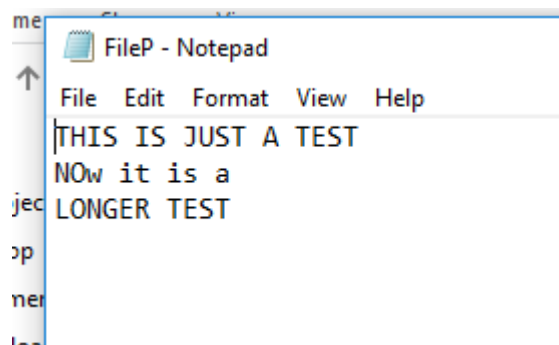 FileP - Notepad
File Edit Format View Help
THIS IS JUST A TEST
NOw it is a
LONGER TEST